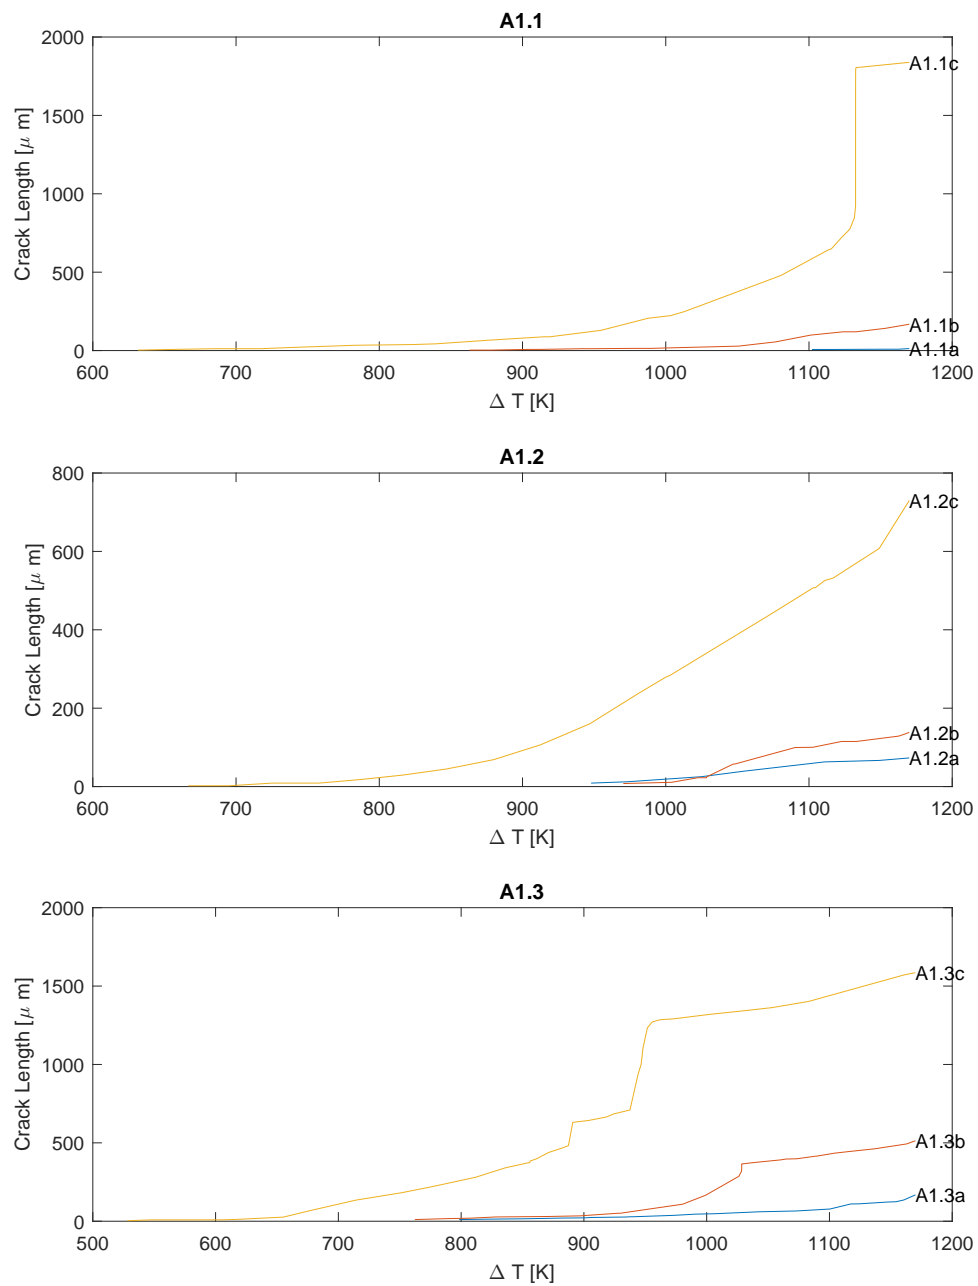 A1.1
2000
1500
1000
500
0
Crack Length [μ m]
A1.1c
A1.1b
A1.1a
600 700 800 900 1000 1100 1200
Δ T [K]
A1.2
800
600
400
200
0
Crack Length [μ m]
A1.2c
A1.2b
A1.2a
600 700 800 900 1000 1100 1200
Δ T [K]
A1.3
2000
1500
1000
500
0
Crack Length [μ m]
A1.3c
A1.3b
A1.3a
500 600 700 800 900 1000 1100 1200
Δ T [K]